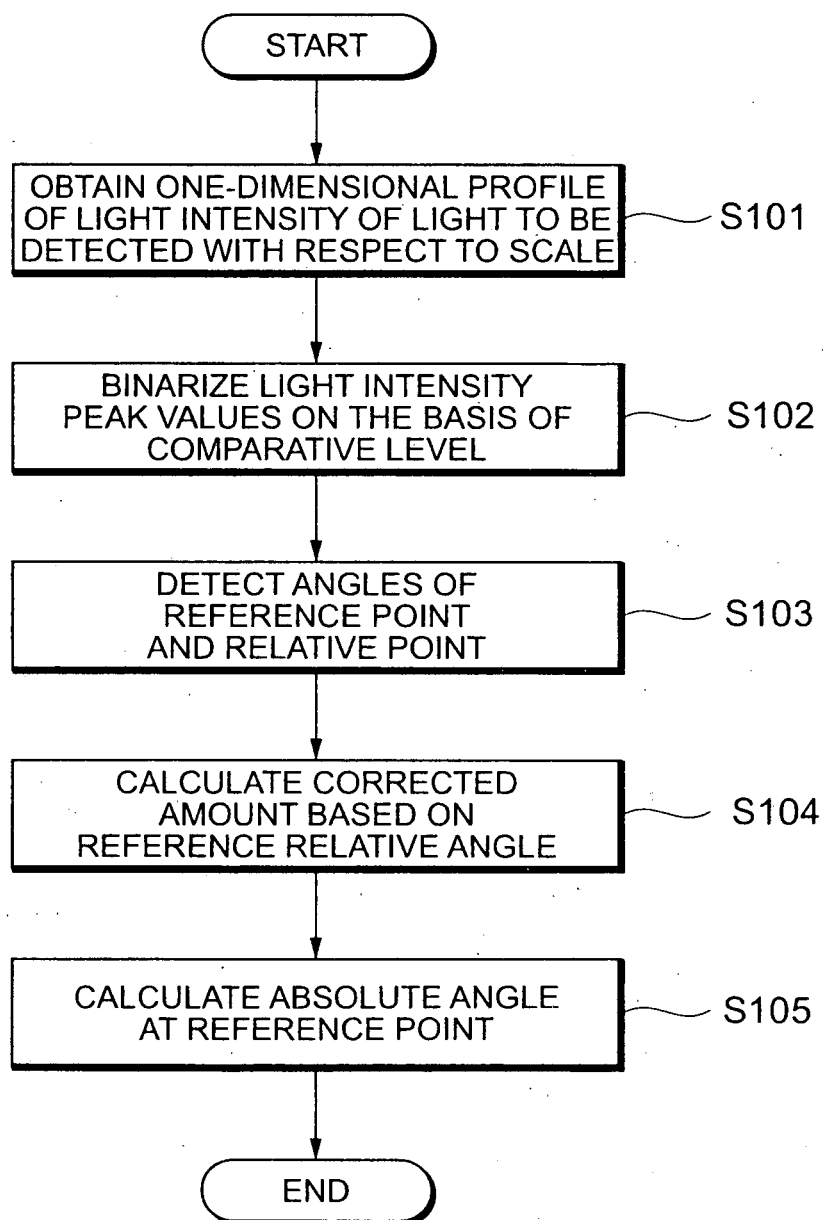 START
OBTAIN ONE-DIMENSIONAL PROFILE
OF LIGHT INTENSITY OF LIGHT TO BE
DETECTED WITH RESPECT TO SCALE
S101
BINARIZE LIGHT INTENSITY
PEAK VALUES ON THE BASIS OF
COMPARATIVE LEVEL
S102
DETECT ANGLES OF
REFERENCE POINT
AND RELATIVE POINT
S103
CALCULATE CORRECTED
AMOUNT BASED ON
REFERENCE RELATIVE ANGLE
S104
CALCULATE ABSOLUTE ANGLE
AT REFERENCE POINT
S105
END